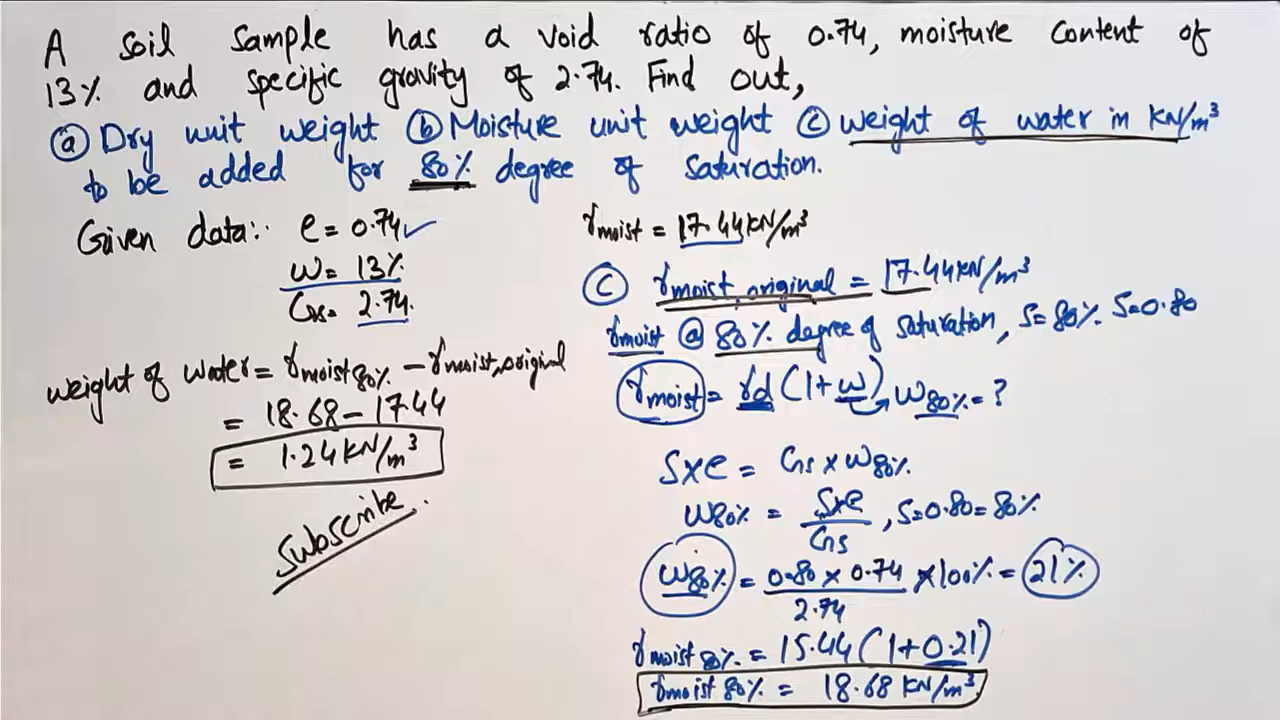 A soil sample has a void ratio of 0.74, moisture content of
13% and specific gravity of 2.74. Find out,
ⓐ Dry unit weight ⓑ Moisture unit weight ⓒ weight of water in KN/m³
to be added for 80% degree of saturation.
Given data:- e = 0.74 ✓
w = 13%
Gs = 2.74.
weight of water = γmoist 80% - γmoist, original
= 18.68 - 17.44
= 1.24 KN/m³
Subscribe.
γmoist = 17.44 KN/m³
ⓒ γmoist, original = 17.44 KN/m³
γmoist @ 80% degree of saturation, S = 80% S=0.80
γmoist = γd (1+w) → w80% = ?
S×e = Gs × w80%
w80% = S×e / Gs , S=0.80=80%
w80% = 0.80 × 0.74 / 2.74 × 100% = 21%
γmoist 80% = 15.44 (1+0.21)
γmoist 80% = 18.68 KN/m³